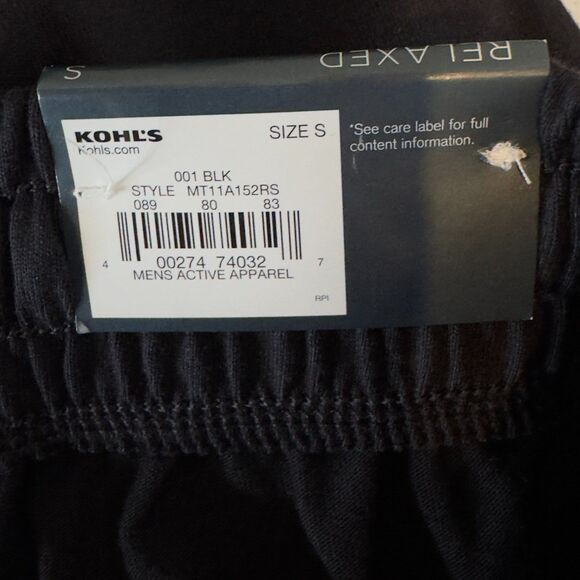 RELAXED
S
KOHL'S
Kohls.com
SIZE S
*See care label for full
content information.
001 BLK
STYLE MT11A152RS
089 80 83
4 00274 74032 7
MENS ACTIVE APPAREL
RPI